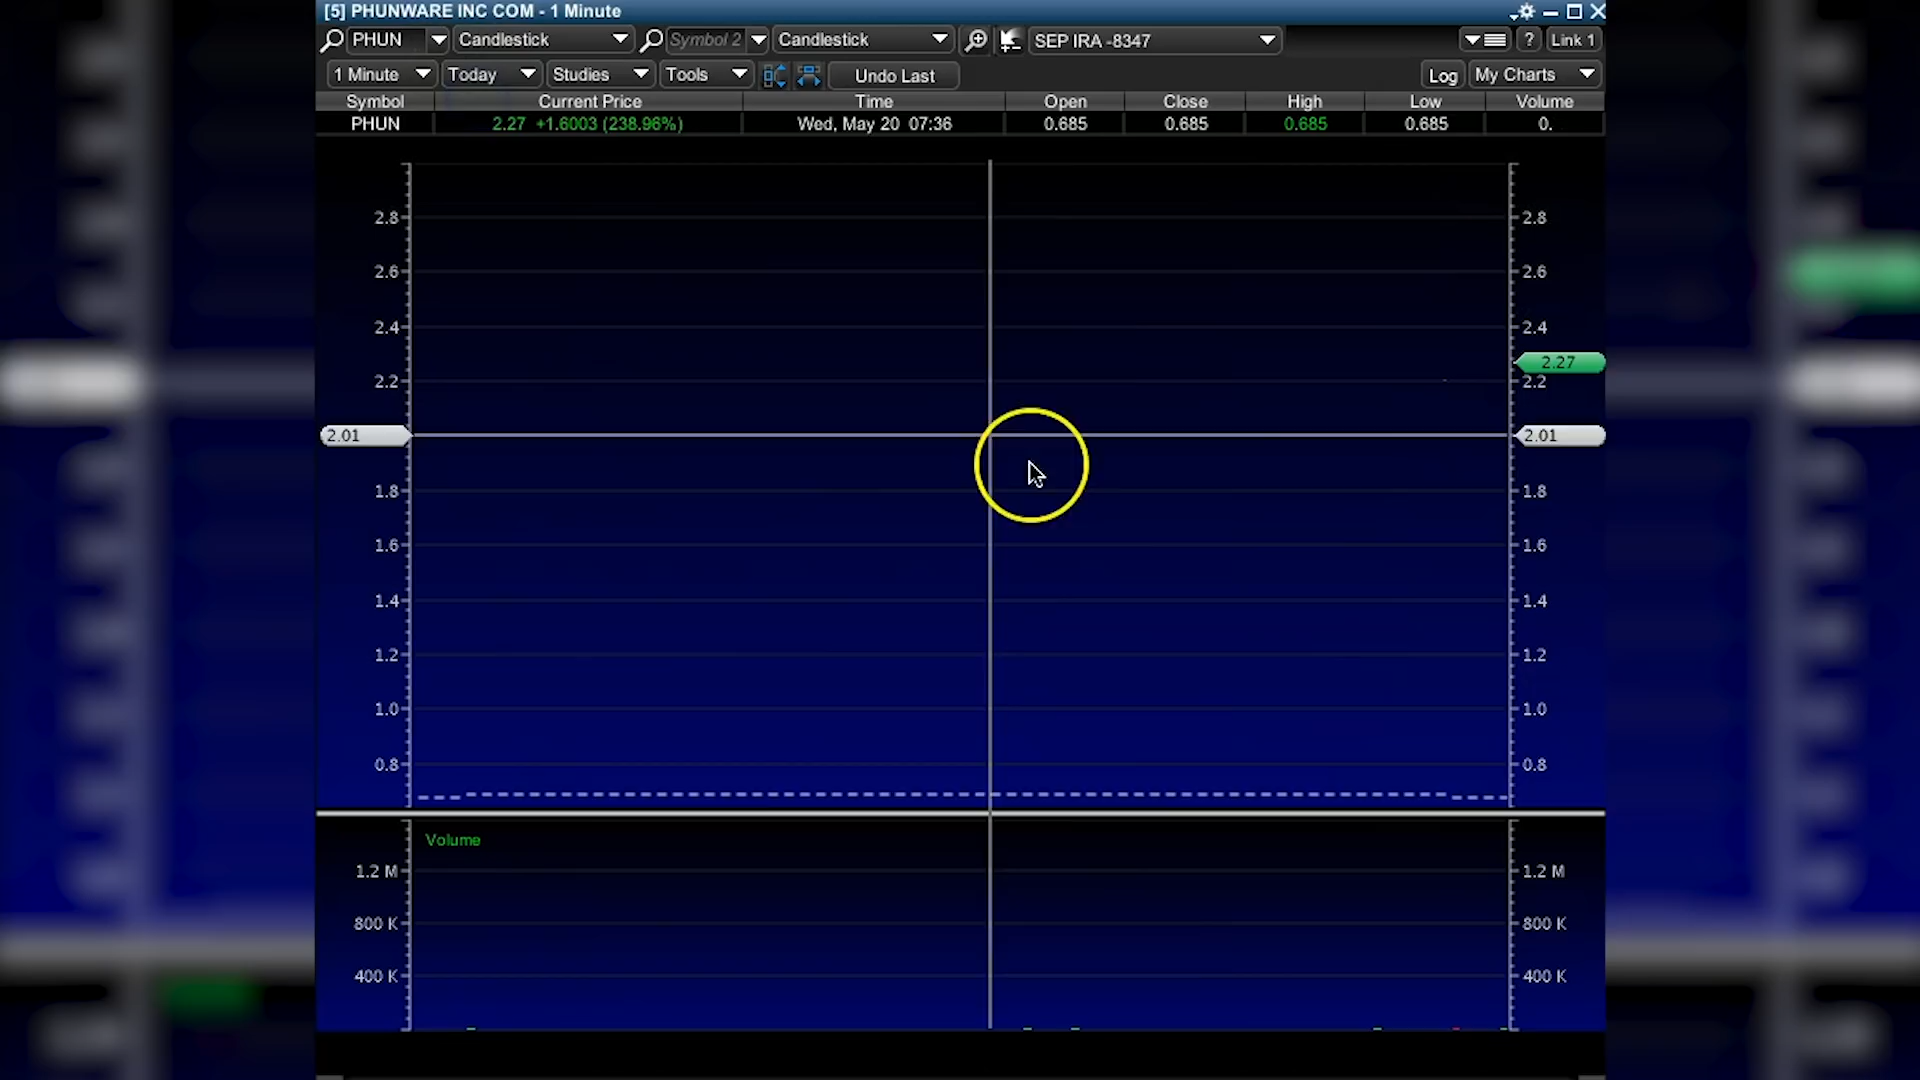 [5] PHUNWARE INC COM - 1 Minute
PHUN Candlestick Symbol 2 Candlestick SEP IRA -8347 ? Link 1
1 Minute Today Studies Tools Undo Last Log My Charts
Symbol Current Price Time Open Close High Low Volume
PHUN 2.27 +1.6003 (238.96%) Wed, May 20 07:36 0.685 0.685 0.685 0.685 0.
2.8 2.8
2.6 2.6
2.4 2.4
2.27
2.2 2.2
2.01 2.01
1.8 1.8
1.6 1.6
1.4 1.4
1.2 1.2
1.0 1.0
0.8 0.8
Volume
1.2 M 1.2 M
800 K 800 K
400 K 400 K